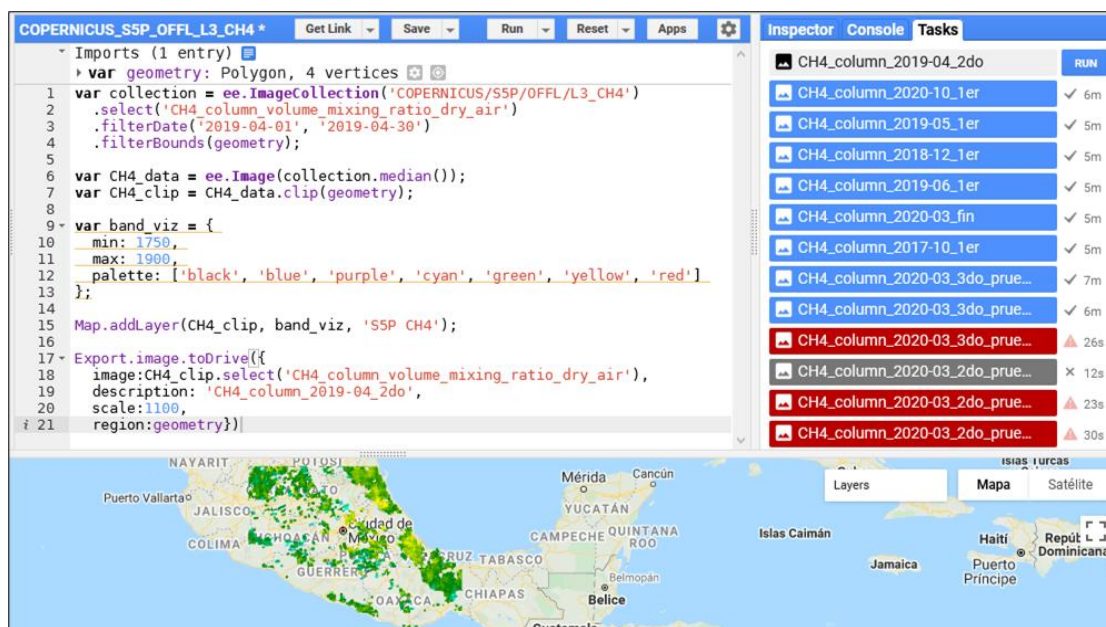 COPERNICUS_S5P_OFFL_L3_CH4 *
Get Link
Save
Run
Reset
Apps
Imports (1 entry)
var geometry: Polygon, 4 vertices
1 var collection = ee.ImageCollection('COPERNICUS/S5P/OFFL/L3_CH4')
2 .select('CH4_column_volume_mixing_ratio_dry_air')
3 .filterDate('2019-04-01', '2019-04-30')
4 .filterBounds(geometry);
5
6 var CH4_data = ee.Image(collection.median());
7 var CH4_clip = CH4_data.clip(geometry);
8
9 var band_viz = {
10 min: 1750,
11 max: 1900,
12 palette: ['black', 'blue', 'purple', 'cyan', 'green', 'yellow', 'red']
13 };
14
15 Map.addLayer(CH4_clip, band_viz, 'S5P CH4');
16
17 Export.image.toDrive({
18 image:CH4_clip.select('CH4_column_volume_mixing_ratio_dry_air'),
19 description: 'CH4_column_2019-04_2do',
20 scale:1100,
i 21 region:geometry})
Inspector Console Tasks
CH4_column_2019-04_2do RUN
CH4_column_2020-10_1er 6m
CH4_column_2019-05_1er 5m
CH4_column_2018-12_1er 5m
CH4_column_2019-06_1er 5m
CH4_column_2020-03_fin 5m
CH4_column_2017-10_1er 5m
CH4_column_2020-03_3do_prue... 7m
CH4_column_2020-03_3do_prue... 6m
CH4_column_2020-03_3do_prue... 26s
CH4_column_2020-03_2do_prue... 12s
CH4_column_2020-03_2do_prue... 23s
CH4_column_2020-03_2do_prue... 30s
NAYARIT
POTOSÍ
Puerto Vallarta
JALISCO
COLIMA
Ciudad de
México
GUERRERO
OAXACA
TABASCO
CHIAPAS
Mérida
Cancún
YUCATÁN
CAMPECHE
QUINTANA
ROO
Belmopán
Belice
Layers
Mapa
Satélite
Islas Turcas
Islas Caimán
Jamaica
Haití
Puerto
Príncipe
Dominicana